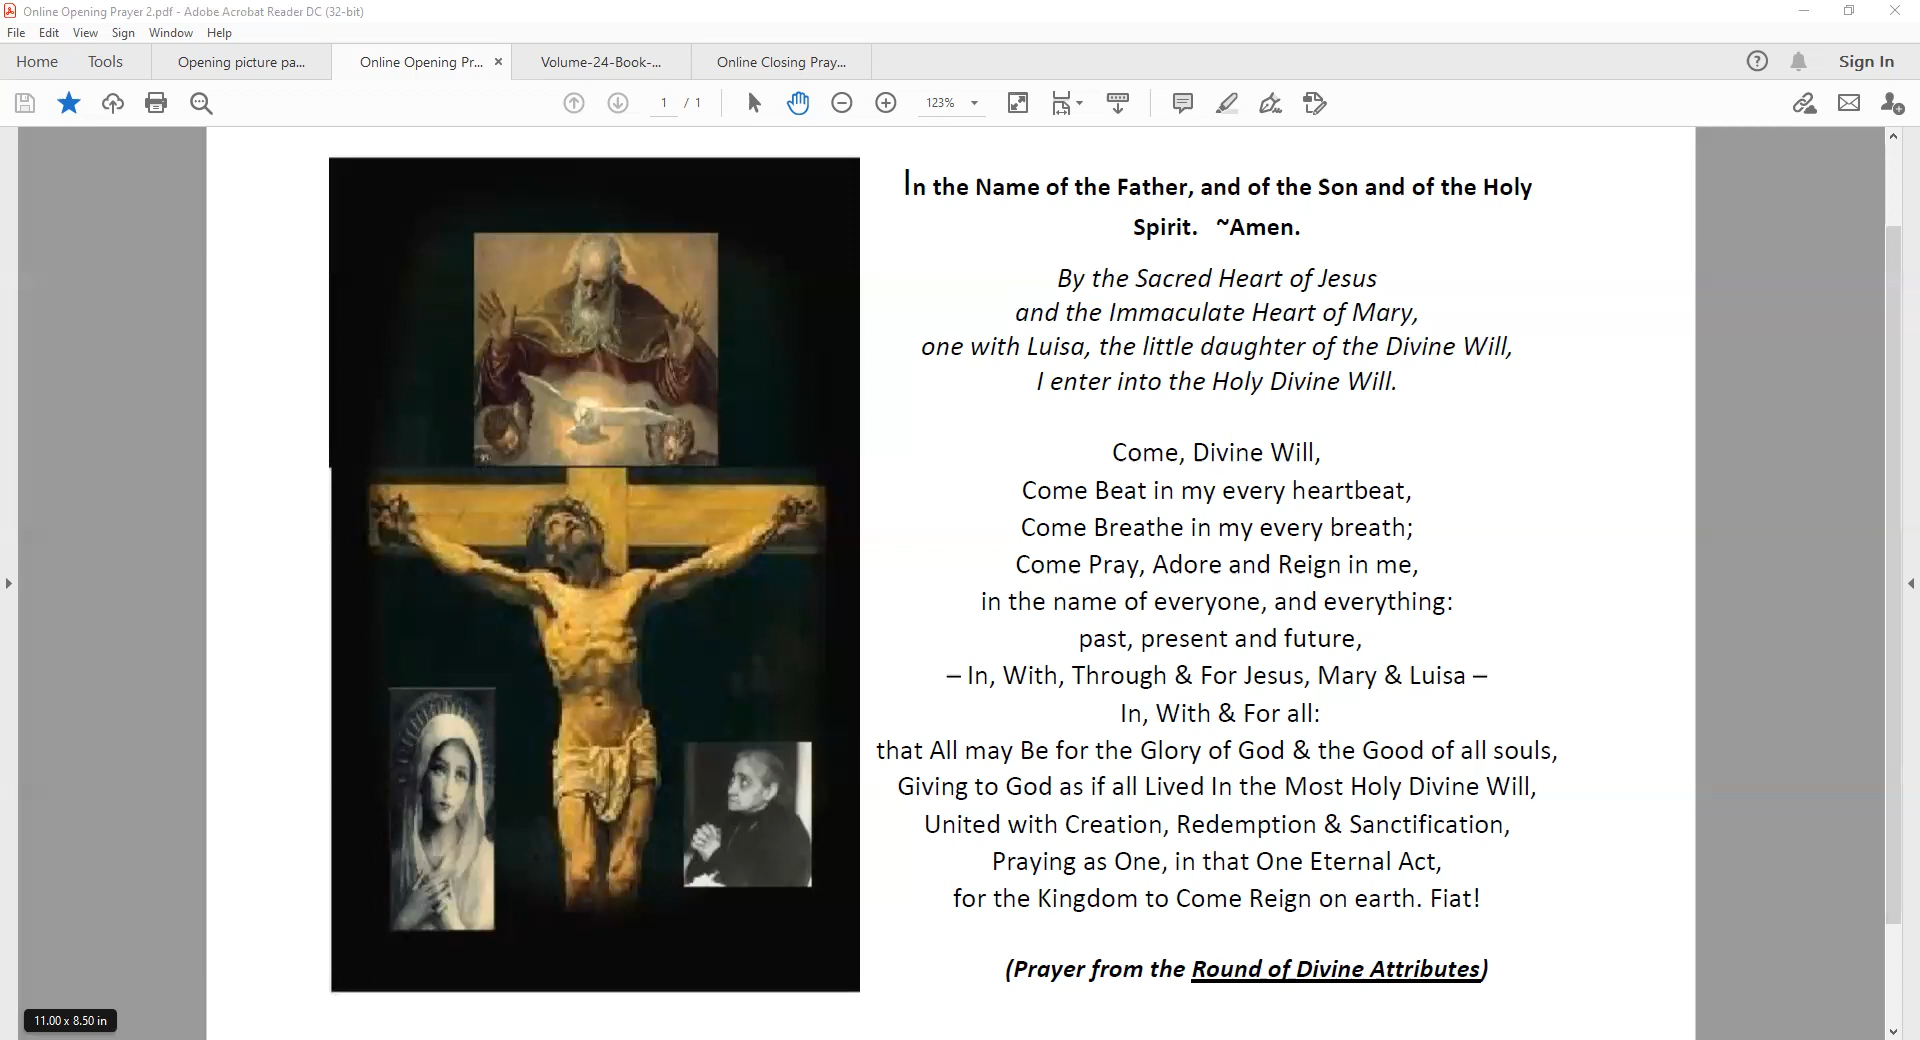 Online Opening Prayer 2.pdf - Adobe Acrobat Reader DC (32-bit)
File Edit View Sign Window Help
Home Tools Opening picture pa... Online Opening Pr... Volume-24-Book-... Online Closing Pray... Sign In
1 / 1 123%
In the Name of the Father, and of the Son and of the Holy
Spirit. ~Amen.
By the Sacred Heart of Jesus
and the Immaculate Heart of Mary,
one with Luisa, the little daughter of the Divine Will,
I enter into the Holy Divine Will.
Come, Divine Will,
Come Beat in my every heartbeat,
Come Breathe in my every breath;
Come Pray, Adore and Reign in me,
in the name of everyone, and everything:
past, present and future,
– In, With, Through & For Jesus, Mary & Luisa –
In, With & For all:
that All may Be for the Glory of God & the Good of all souls,
Giving to God as if all Lived In the Most Holy Divine Will,
United with Creation, Redemption & Sanctification,
Praying as One, in that One Eternal Act,
for the Kingdom to Come Reign on earth. Fiat!
(Prayer from the Round of Divine Attributes)
11.00 x 8.50 in